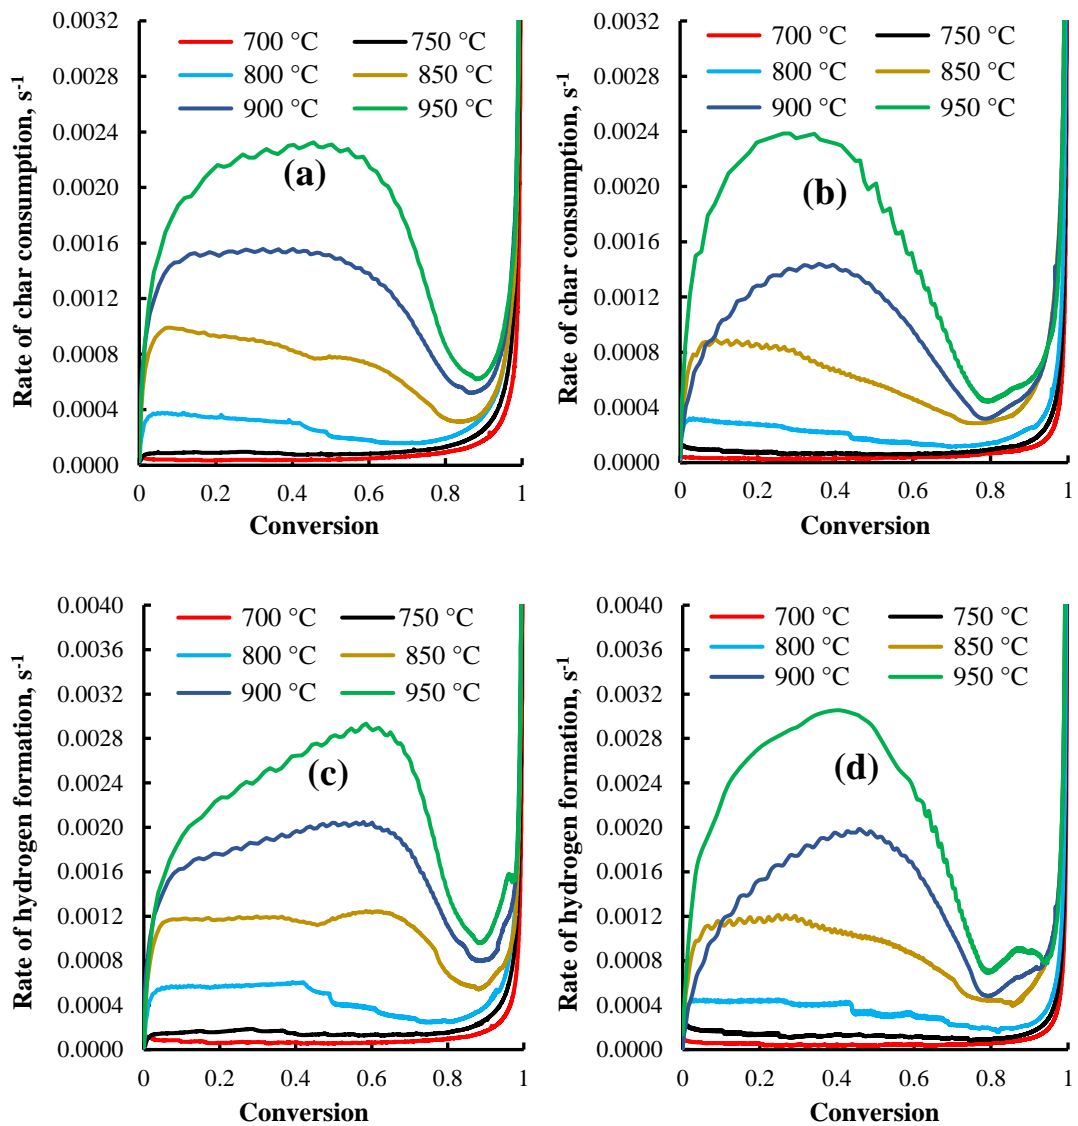 0.0032
0.0028
0.0024
0.0020
0.0016
0.0012
0.0008
0.0004
0.0000
Rate of char consumption, s-1
700 °C 750 °C
800 °C 850 °C
900 °C 950 °C
(a)
0 0.2 0.4 0.6 0.8 1
Conversion
0.0032
0.0028
0.0024
0.0020
0.0016
0.0012
0.0008
0.0004
0.0000
Rate of char consumption, s-1
700 °C 750 °C
800 °C 850 °C
900 °C 950 °C
(b)
0 0.2 0.4 0.6 0.8 1
Conversion
0.0040
0.0036
0.0032
0.0028
0.0024
0.0020
0.0016
0.0012
0.0008
0.0004
0.0000
Rate of hydrogen formation, s-1
700 °C 750 °C
800 °C 850 °C
900 °C 950 °C
(c)
0 0.2 0.4 0.6 0.8 1
Conversion
0.0040
0.0036
0.0032
0.0028
0.0024
0.0020
0.0016
0.0012
0.0008
0.0004
0.0000
Rate of hydrogen formation, s-1
700 °C 750 °C
800 °C 850 °C
900 °C 950 °C
(d)
0 0.2 0.4 0.6 0.8 1
Conversion